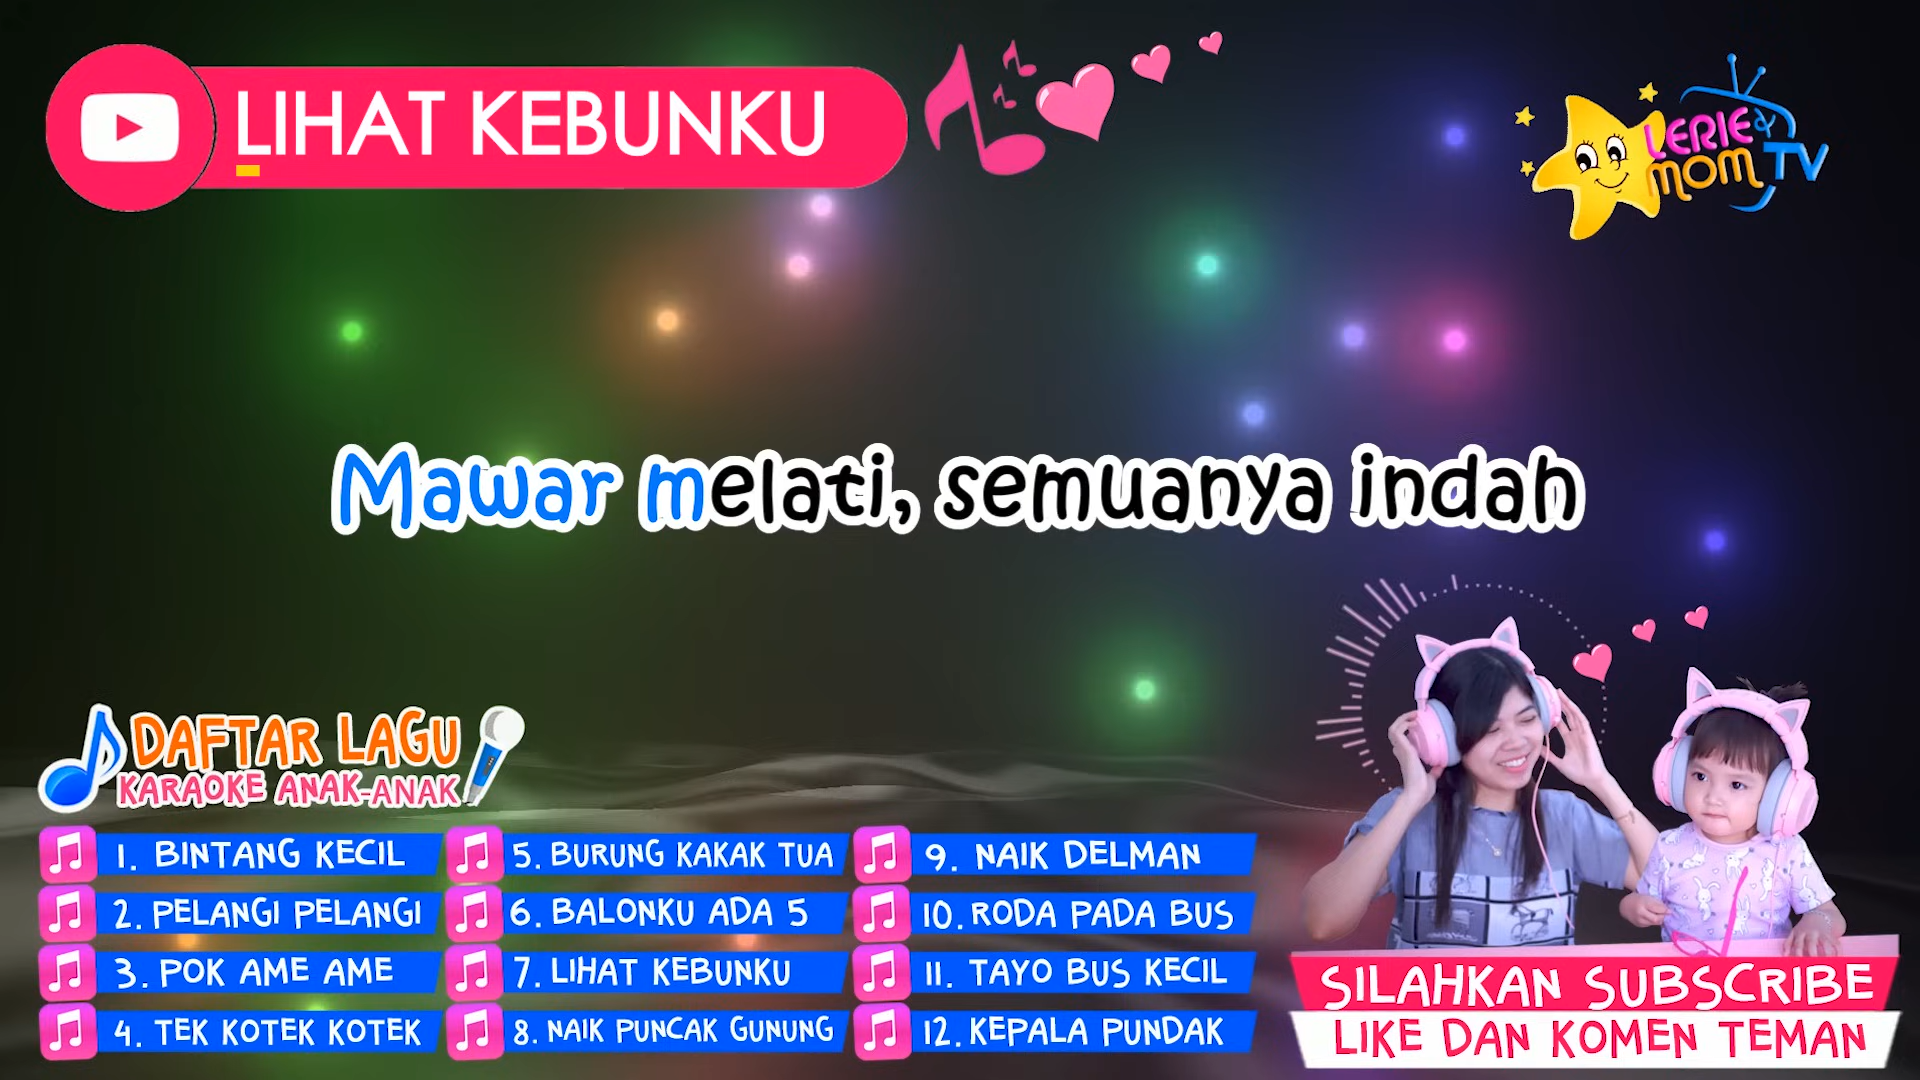 LIHAT KEBUNKU
LERIE &
MOM TV
Mawar melati, semuanya indah
DAFTAR LAGU
KARAOKE ANAK-ANAK
1. BINTANG KECIL
2. PELANGI PELANGI
3. POK AME AME
4. TEK KOTEK KOTEK
5. BURUNG KAKAK TUA
6. BALONKU ADA 5
7. LIHAT KEBUNKU
8. NAIK PUNCAK GUNUNG
9. NAIK DELMAN
10. RODA PADA BUS
11. TAYO BUS KECIL
12. KEPALA PUNDAK
SILAHKAN SUBSCRIBE
LIKE DAN KOMEN TEMAN